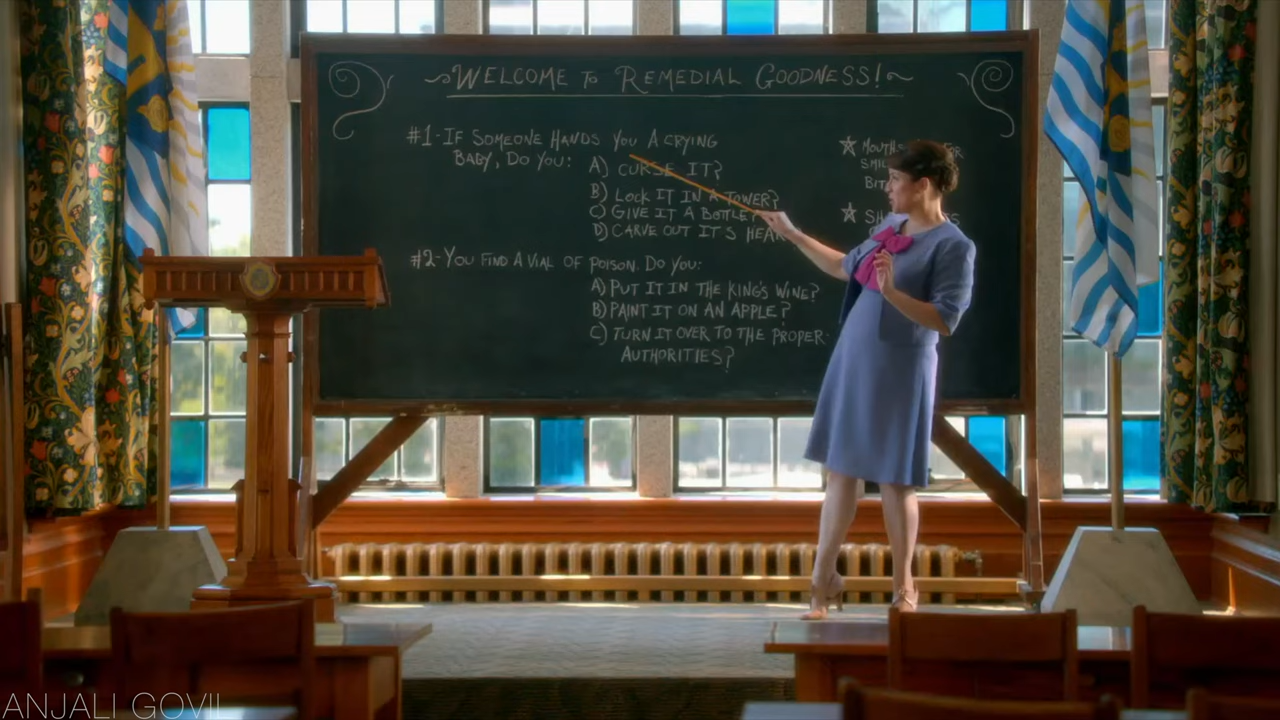 WELCOME TO REMEDIAL GOODNESS!
#1-IF SOMEONE HANDS YOU A CRYING
BABY, DO YOU:
A) CURSE IT?
B) LOCK IT IN A TOWER?
C) GIVE IT A BOTTLE?
D) CARVE OUT IT'S
#2-YOU FIND A VIAL OF POISON. DO YOU:
A) PUT IT IN THE KING'S WINE?
B) PAINT IT ON AN APPLE?
C) TURN IT OVER TO THE PROPER
AUTHORITIES?
ANJALI GOVIL